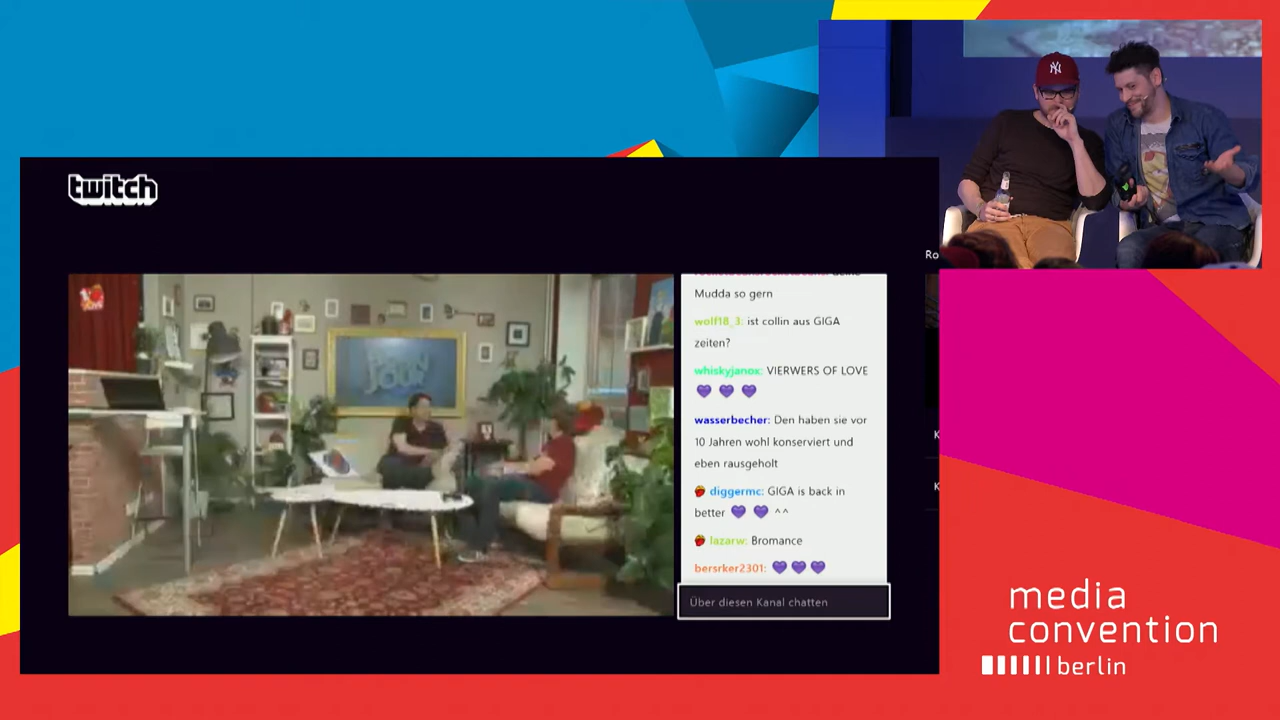 NY
twitch
Ro
Mudda so gern
wolf18_3: ist collin aus GIGA
zeiten?
whiskyjanox: VIERWERS OF LOVE
wasserbecher: Den haben sie vor
10 Jahren wohl konserviert und
eben rausgeholt
diggermc: GIGA is back in
better ^^
lazarw: Bromance
bersrker2301:
Über diesen Kanal chatten
K
K
media
convention
berlin